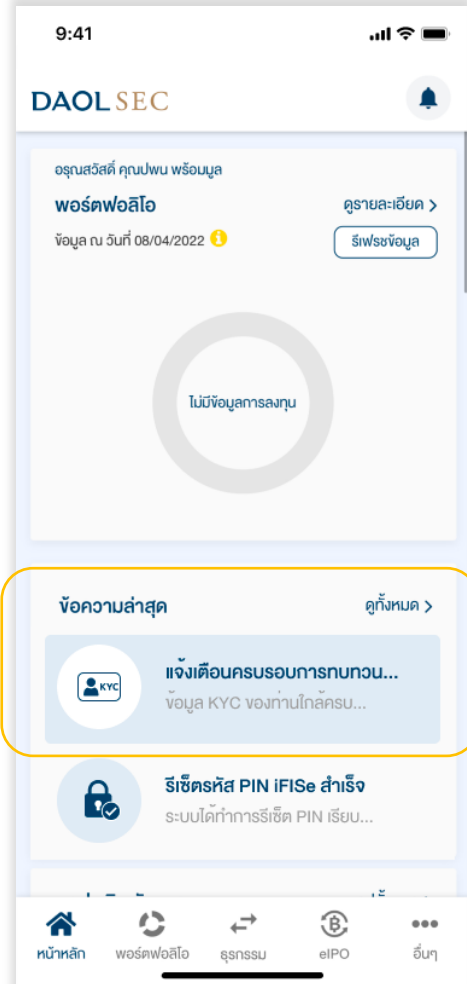 9:41
DAOL SEC
อรุณสวัสดิ์ คุณปพน พร้อมมูล
พอร์ตฟอลิโอ
ดูรายละเอียด >
ข้อมูล ณ วันที่ 08/04/2022
รีเฟรชข้อมูล
ไม่มีข้อมูลการลงทุน
ข้อความล่าสุด
ดูทั้งหมด >
KYC
แจ้งเตือนครบรอบการทบทวน...
ข้อมูล KYC ของท่านใกล้ครบ...
รีเซ็ตรหัส PIN iFISe สำเร็จ
ระบบได้ทำการรีเซ็ต PIN เรียบ...
หน้าหลัก
พอร์ตฟอลิโอ
ธุรกรรม
eIPO
อื่นๆ